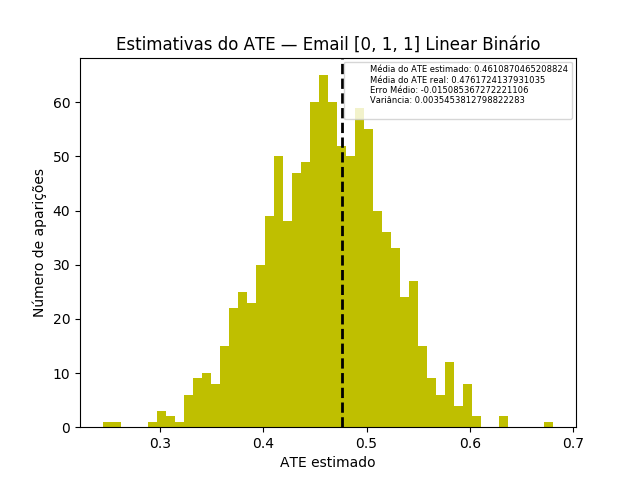 Estimativas do ATE — Email [0, 1, 1] Linear Binário
Média do ATE estimado: 0.4610870465208824
Média do ATE real: 0.4761724137931035
Erro Médio: -0.015085367272221106
Variância: 0.0035453812798822283
Número de aparições
60
50
40
30
20
10
0
0.3 0.4 0.5 0.6 0.7
ATE estimado